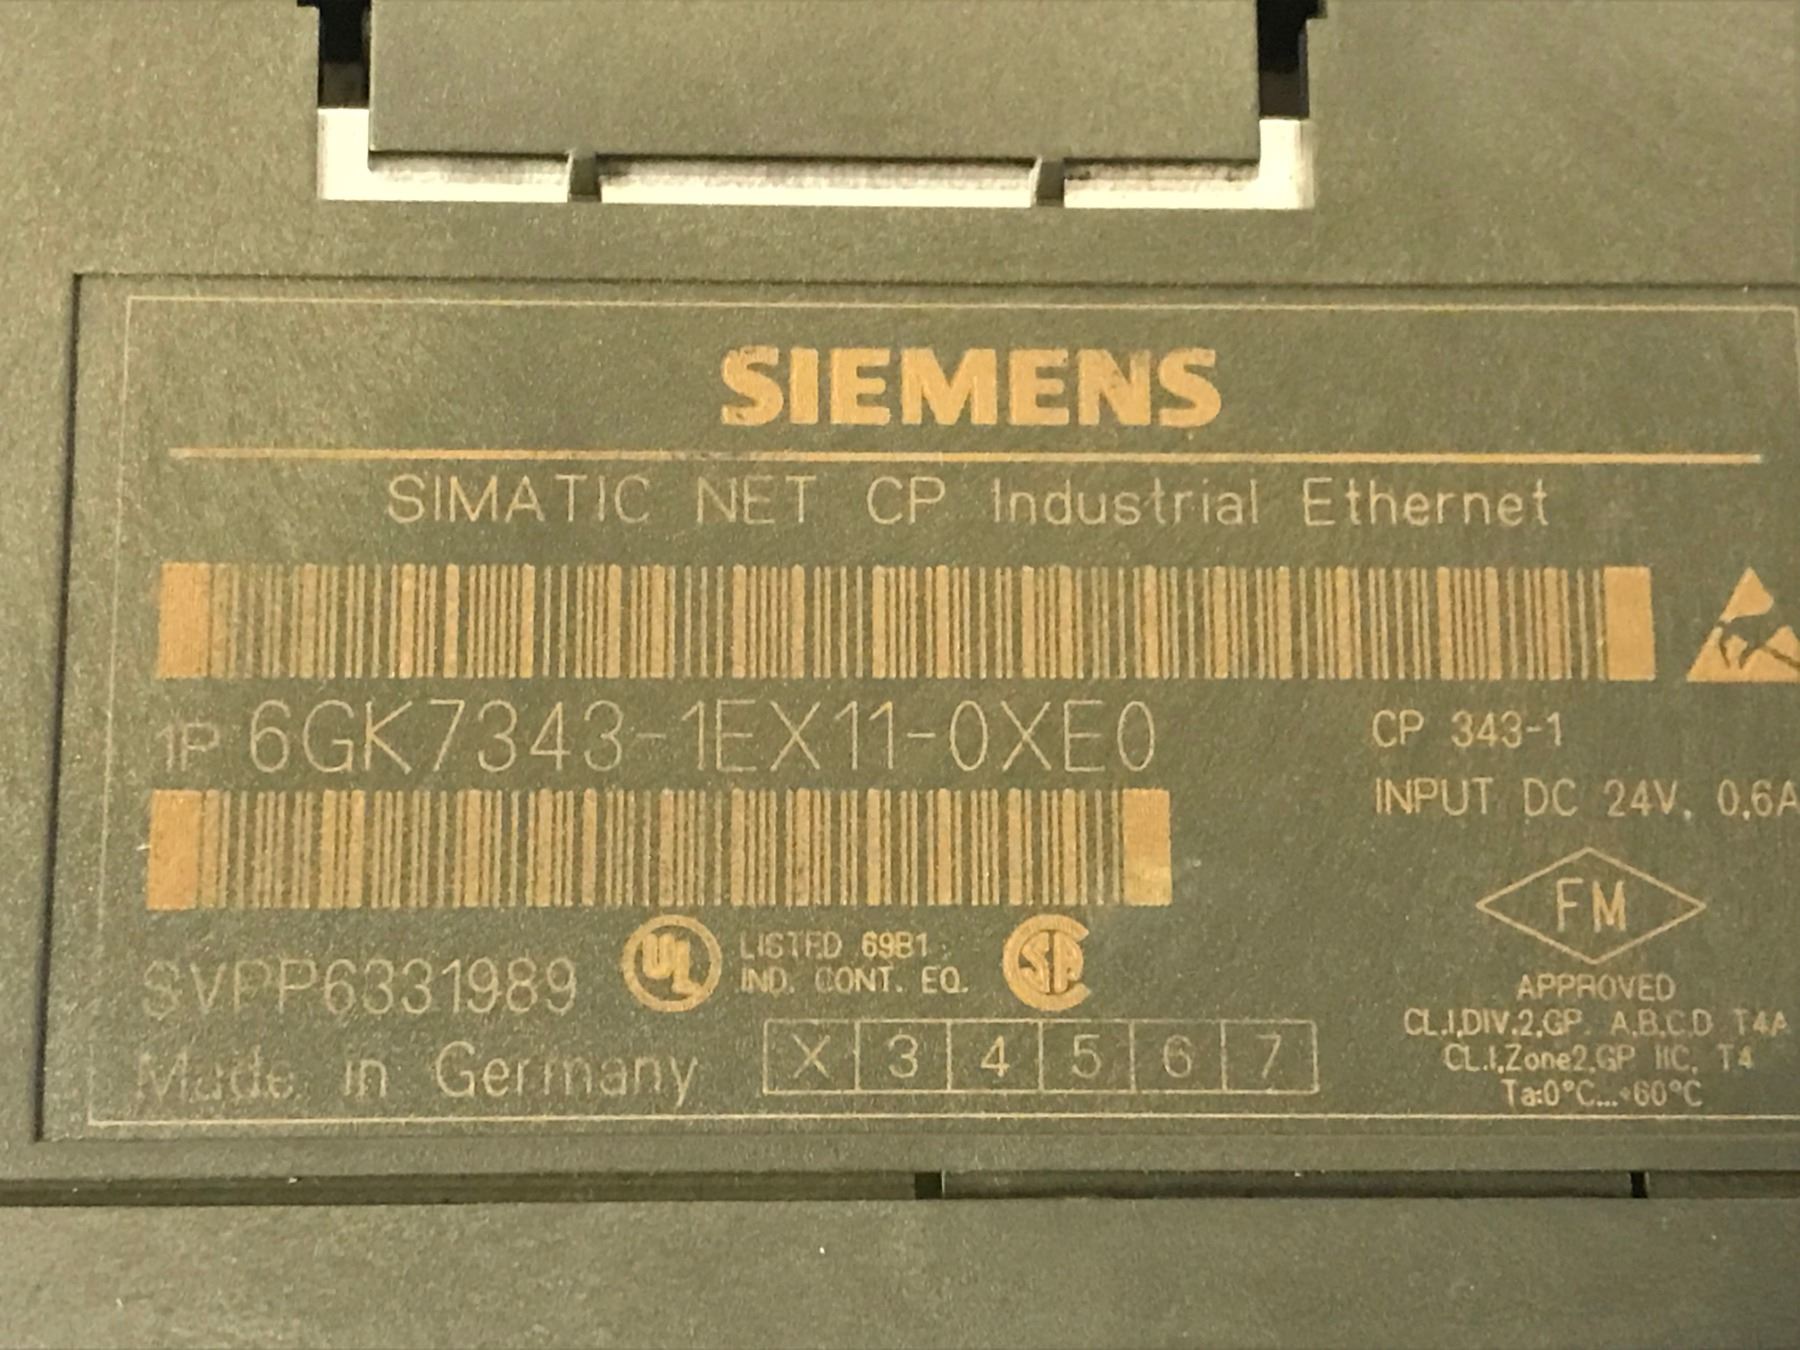 SIEMENS
SIMATIC NET CP Industrial Ethernet
1P 6GK7343-1EX11-0XE0
CP 343-1
INPUT DC 24V, 0,6A
SVPP6331989
UL LISTED 69B1
IND. CONT. EQ.
FM
APPROVED
CL.I,DIV.2,GP. A,B,C,D T4A
CL.I,Zone2,GP. IIC, T4
Ta:0°C...+60°C
Made in Germany
X 3 4 5 6 7